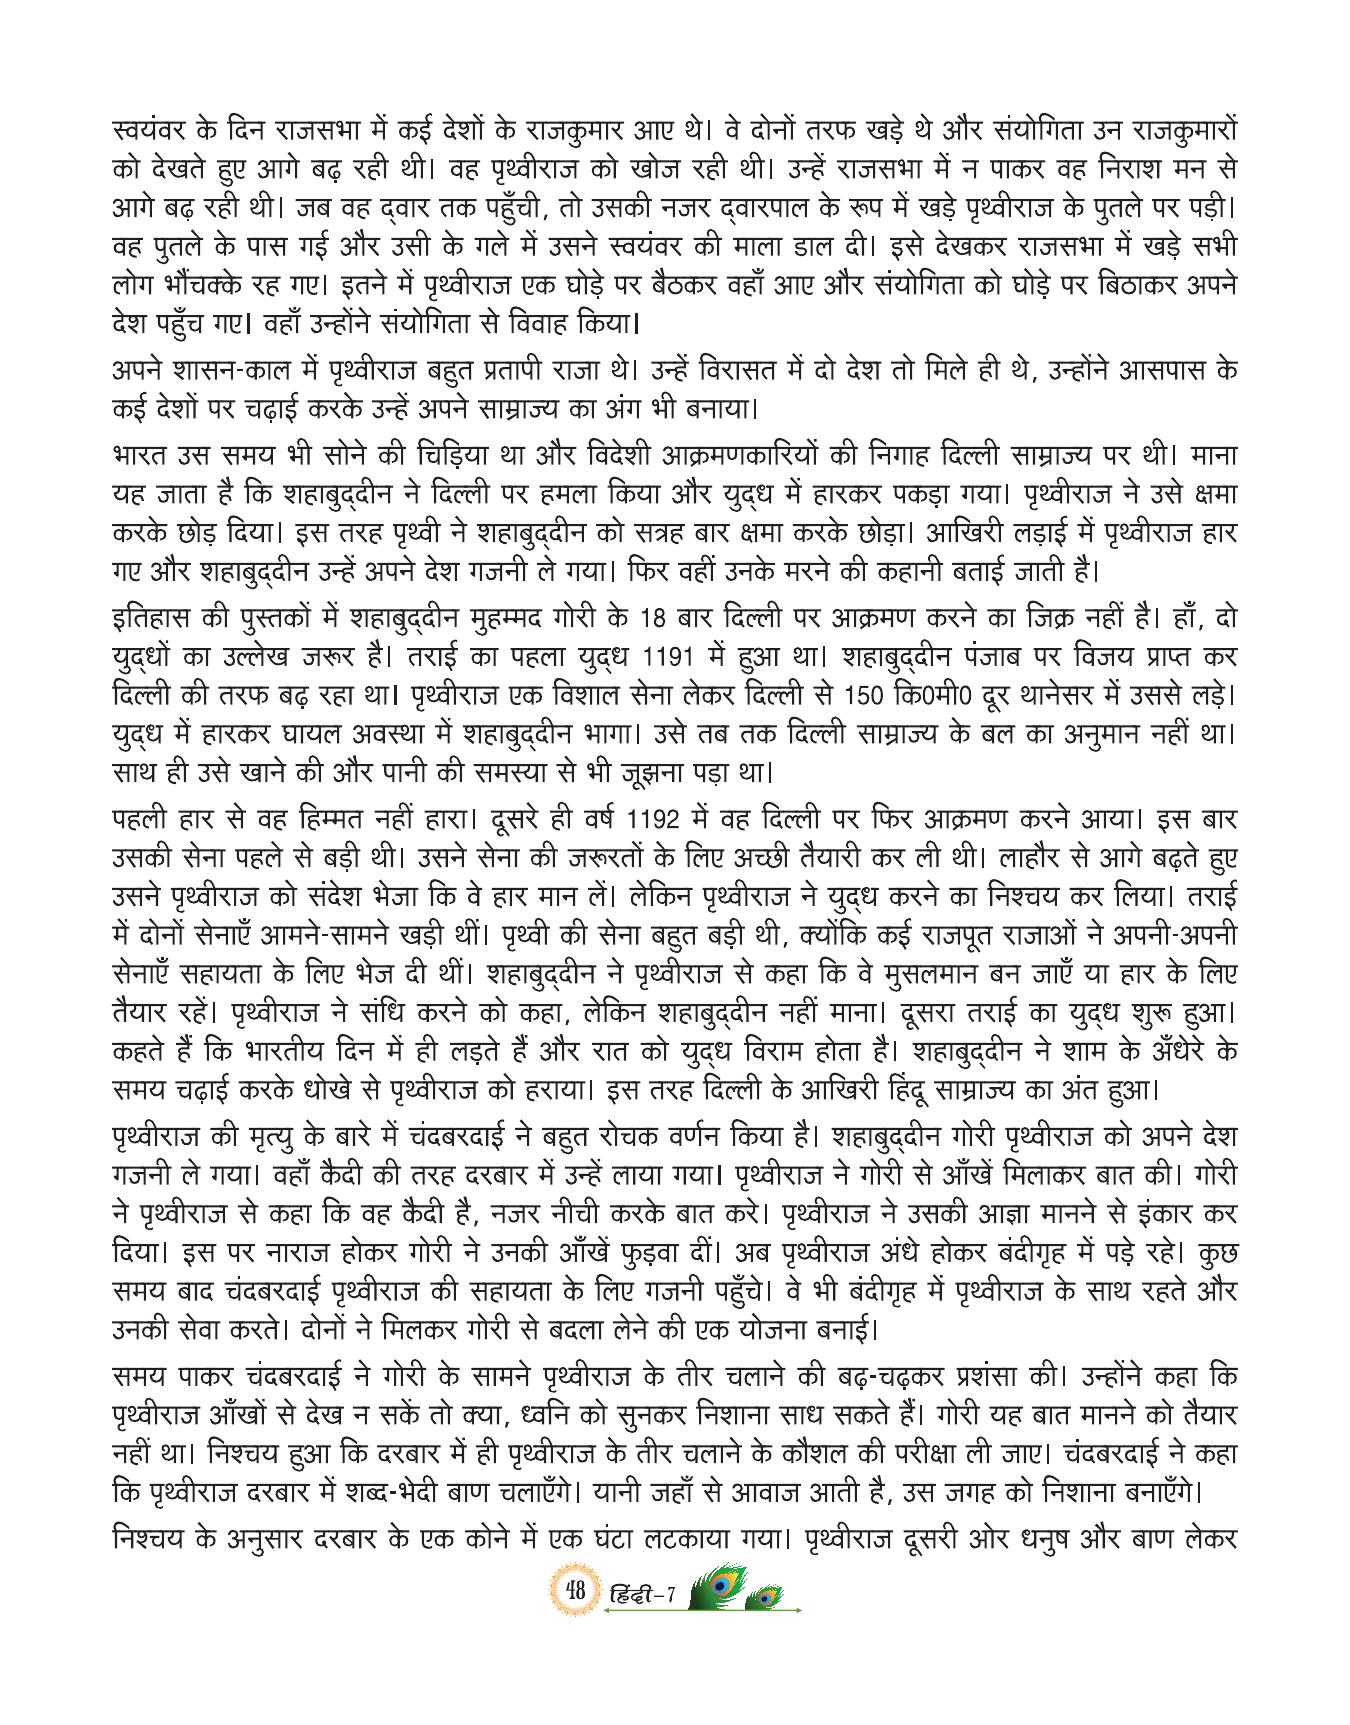 स्वयंवर के दिन राजसभा में कई देशों के राजकुमार आए थे। वे दोनों तरफ खड़े थे और संयोगिता उन राजकुमारों
को देखते हुए आगे बढ़ रही थी। वह पृथ्वीराज को खोज रही थी। उन्हें राजसभा में न पाकर वह निराश मन से
आगे बढ़ रही थी। जब वह द्‌वार तक पहुँची, तो उसकी नजर द्‌वारपाल के रूप में खड़े पृथ्वीराज के पुतले पर पड़ी।
वह पुतले के पास गई और उसी के गले में उसने स्वयंवर की माला डाल दी। इसे देखकर राजसभा में खड़े सभी
लोग भौंचक्के रह गए। इतने में पृथ्वीराज एक घोड़े पर बैठकर वहाँ आए और संयोगिता को घोड़े पर बिठाकर अपने
देश पहुँच गए। वहाँ उन्होंने संयोगिता से विवाह किया।
अपने शासन-काल में पृथ्वीराज बहुत प्रतापी राजा थे। उन्हें विरासत में दो देश तो मिले ही थे, उन्होंने आसपास के
कई देशों पर चढ़ाई करके उन्हें अपने साम्राज्य का अंग भी बनाया।
भारत उस समय भी सोने की चिड़िया था और विदेशी आक्रमणकारियों की निगाह दिल्ली साम्राज्य पर थी। माना
यह जाता है कि शहाबुद्‌दीन ने दिल्ली पर हमला किया और युद्‌ध में हारकर पकड़ा गया। पृथ्वीराज ने उसे क्षमा
करके छोड़ दिया। इस तरह पृथ्वी ने शहाबुद्‌दीन को सत्रह बार क्षमा करके छोड़ा। आखिरी लड़ाई में पृथ्वीराज हार
गए और शहाबुद्‌दीन उन्हें अपने देश गजनी ले गया। फिर वहीं उनके मरने की कहानी बताई जाती है।
इतिहास की पुस्तकों में शहाबुद्‌दीन मुहम्मद गोरी के 18 बार दिल्ली पर आक्रमण करने का जिक्र नहीं है। हाँ, दो
युद्‌धों का उल्लेख जरूर है। तराई का पहला युद्‌ध 1191 में हुआ था। शहाबुद्‌दीन पंजाब पर विजय प्राप्त कर
दिल्ली की तरफ बढ़ रहा था। पृथ्वीराज एक विशाल सेना लेकर दिल्ली से 150 कि0मी0 दूर थानेसर में उससे लड़े।
युद्‌ध में हारकर घायल अवस्था में शहाबुद्‌दीन भागा। उसे तब तक दिल्ली साम्राज्य के बल का अनुमान नहीं था।
साथ ही उसे खाने की और पानी की समस्या से भी जूझना पड़ा था।
पहली हार से वह हिम्मत नहीं हारा। दूसरे ही वर्ष 1192 में वह दिल्ली पर फिर आक्रमण करने आया। इस बार
उसकी सेना पहले से बड़ी थी। उसने सेना की जरूरतों के लिए अच्छी तैयारी कर ली थी। लाहौर से आगे बढ़ते हुए
उसने पृथ्वीराज को संदेश भेजा कि वे हार मान लें। लेकिन पृथ्वीराज ने युद्‌ध करने का निश्चय कर लिया। तराई
में दोनों सेनाएँ आमने-सामने खड़ी थीं। पृथ्वी की सेना बहुत बड़ी थी, क्योंकि कई राजपूत राजाओं ने अपनी-अपनी
सेनाएँ सहायता के लिए भेज दी थीं। शहाबुद्‌दीन ने पृथ्वीराज से कहा कि वे मुसलमान बन जाएँ या हार के लिए
तैयार रहें। पृथ्वीराज ने संधि करने को कहा, लेकिन शहाबुद्‌दीन नहीं माना। दूसरा तराई का युद्‌ध शुरू हुआ।
कहते हैं कि भारतीय दिन में ही लड़ते हैं और रात को युद्‌ध विराम होता है। शहाबुद्‌दीन ने शाम के अँधेरे के
समय चढ़ाई करके धोखे से पृथ्वीराज को हराया। इस तरह दिल्ली के आखिरी हिंदू साम्राज्य का अंत हुआ।
पृथ्वीराज की मृत्यु के बारे में चंदबरदाई ने बहुत रोचक वर्णन किया है। शहाबुद्‌दीन गोरी पृथ्वीराज को अपने देश
गजनी ले गया। वहाँ कैदी की तरह दरबार में उन्हें लाया गया। पृथ्वीराज ने गोरी से आँखें मिलाकर बात की। गोरी
ने पृथ्वीराज से कहा कि वह कैदी है, नजर नीची करके बात करे। पृथ्वीराज ने उसकी आज्ञा मानने से इंकार कर
दिया। इस पर नाराज होकर गोरी ने उनकी आँखें फुड़वा दीं। अब पृथ्वीराज अंधे होकर बंदीगृह में पड़े रहे। कुछ
समय बाद चंदबरदाई पृथ्वीराज की सहायता के लिए गजनी पहुँचे। वे भी बंदीगृह में पृथ्वीराज के साथ रहते और
उनकी सेवा करते। दोनों ने मिलकर गोरी से बदला लेने की एक योजना बनाई।
समय पाकर चंदबरदाई ने गोरी के सामने पृथ्वीराज के तीर चलाने की बढ़-चढ़कर प्रशंसा की। उन्होंने कहा कि
पृथ्वीराज आँखों से देख न सकें तो क्या, ध्वनि को सुनकर निशाना साध सकते हैं। गोरी यह बात मानने को तैयार
नहीं था। निश्चय हुआ कि दरबार में ही पृथ्वीराज के तीर चलाने के कौशल की परीक्षा ली जाए। चंदबरदाई ने कहा
कि पृथ्वीराज दरबार में शब्द-भेदी बाण चलाएँगे। यानी जहाँ से आवाज आती है, उस जगह को निशाना बनाएँगे।
निश्चय के अनुसार दरबार के एक कोने में एक घंटा लटकाया गया। पृथ्वीराज दूसरी ओर धनुष और बाण लेकर
48 हिंदी–7